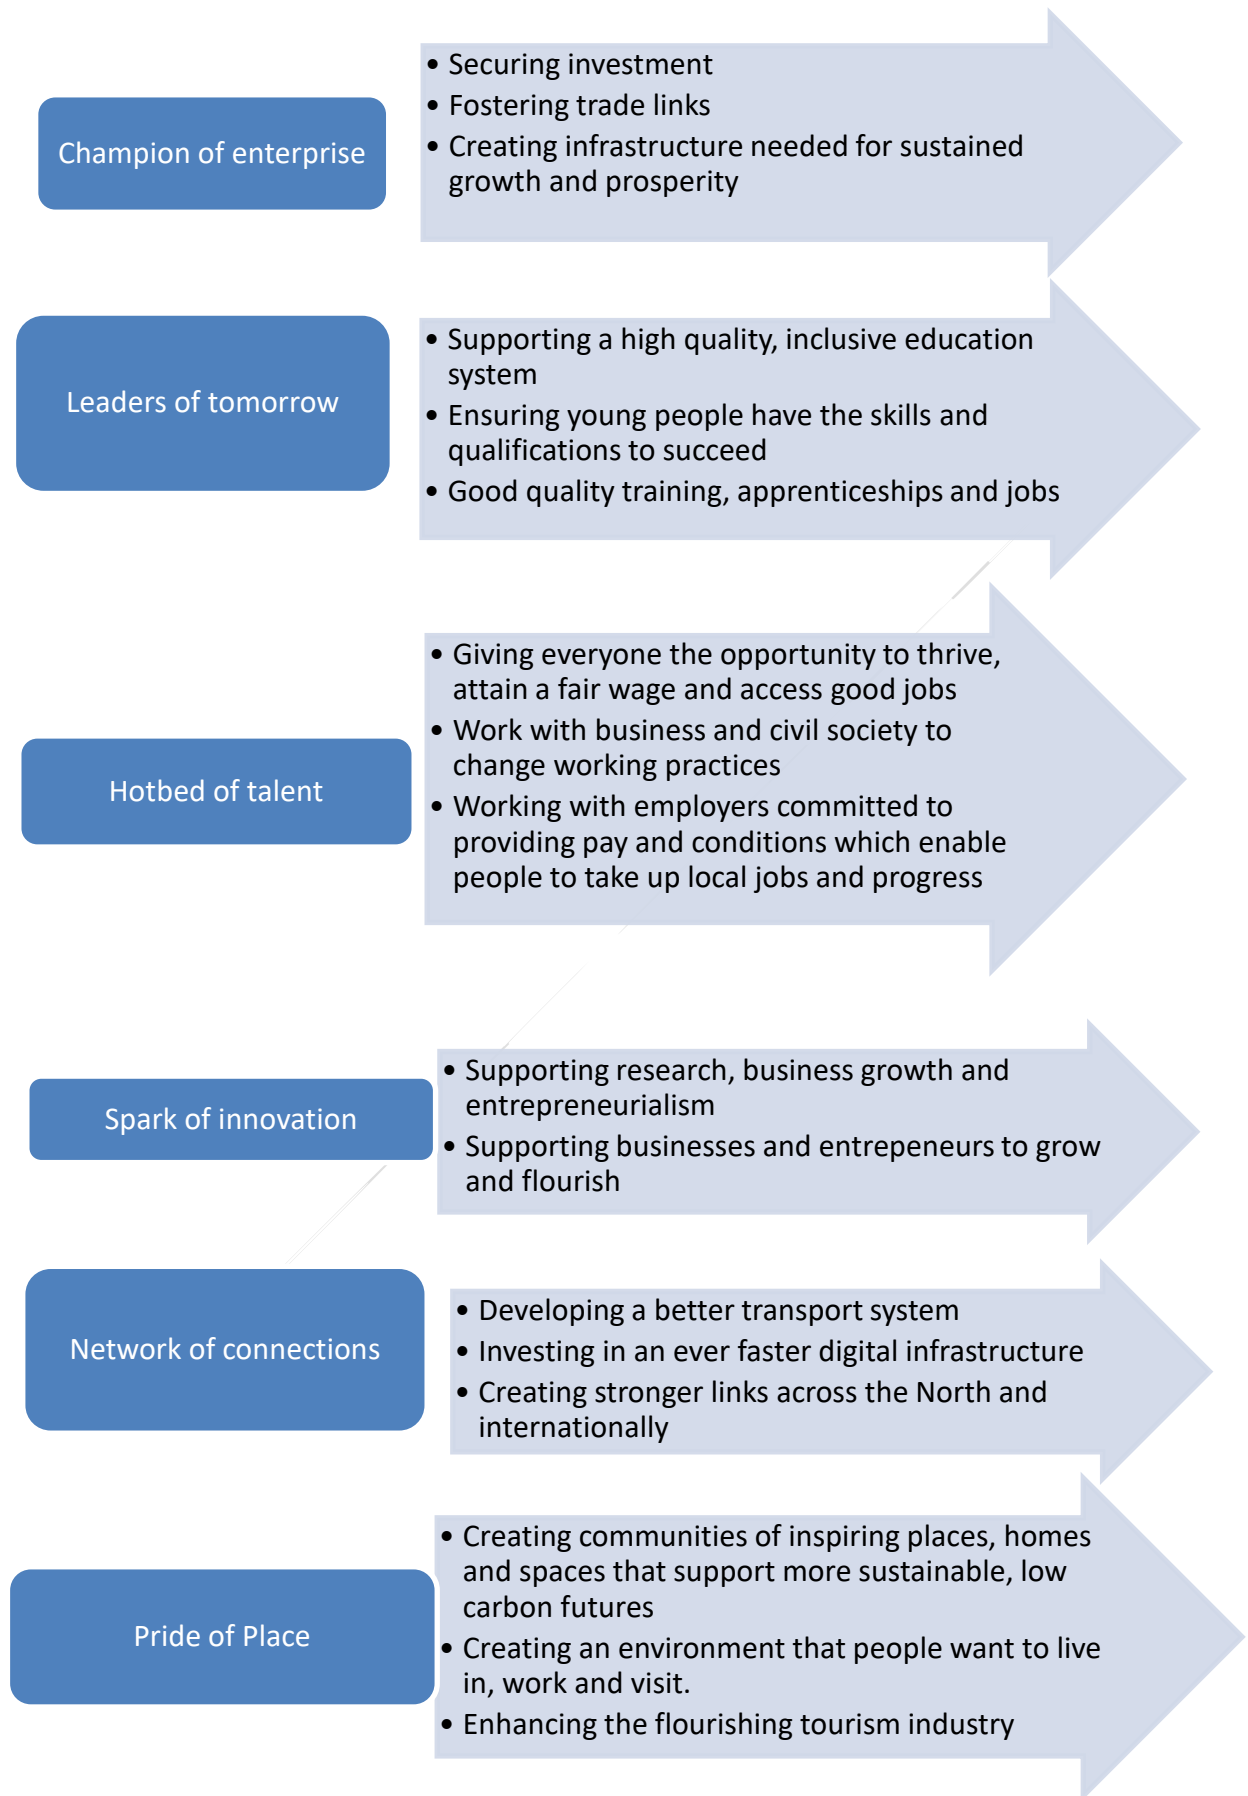 Champion of enterprise
• Securing investment
• Fostering trade links
• Creating infrastructure needed for sustained
growth and prosperity
Leaders of tomorrow
• Supporting a high quality, inclusive education
system
• Ensuring young people have the skills and
qualifications to succeed
• Good quality training, apprenticeships and jobs
Hotbed of talent
• Giving everyone the opportunity to thrive,
attain a fair wage and access good jobs
• Work with business and civil society to
change working practices
• Working with employers committed to
providing pay and conditions which enable
people to take up local jobs and progress
Spark of innovation
• Supporting research, business growth and
entrepreneurialism
• Supporting businesses and entrepeneurs to grow
and flourish
Network of connections
• Developing a better transport system
• Investing in an ever faster digital infrastructure
• Creating stronger links across the North and
internationally
Pride of Place
• Creating communities of inspiring places, homes
and spaces that support more sustainable, low
carbon futures
• Creating an environment that people want to live
in, work and visit.
• Enhancing the flourishing tourism industry